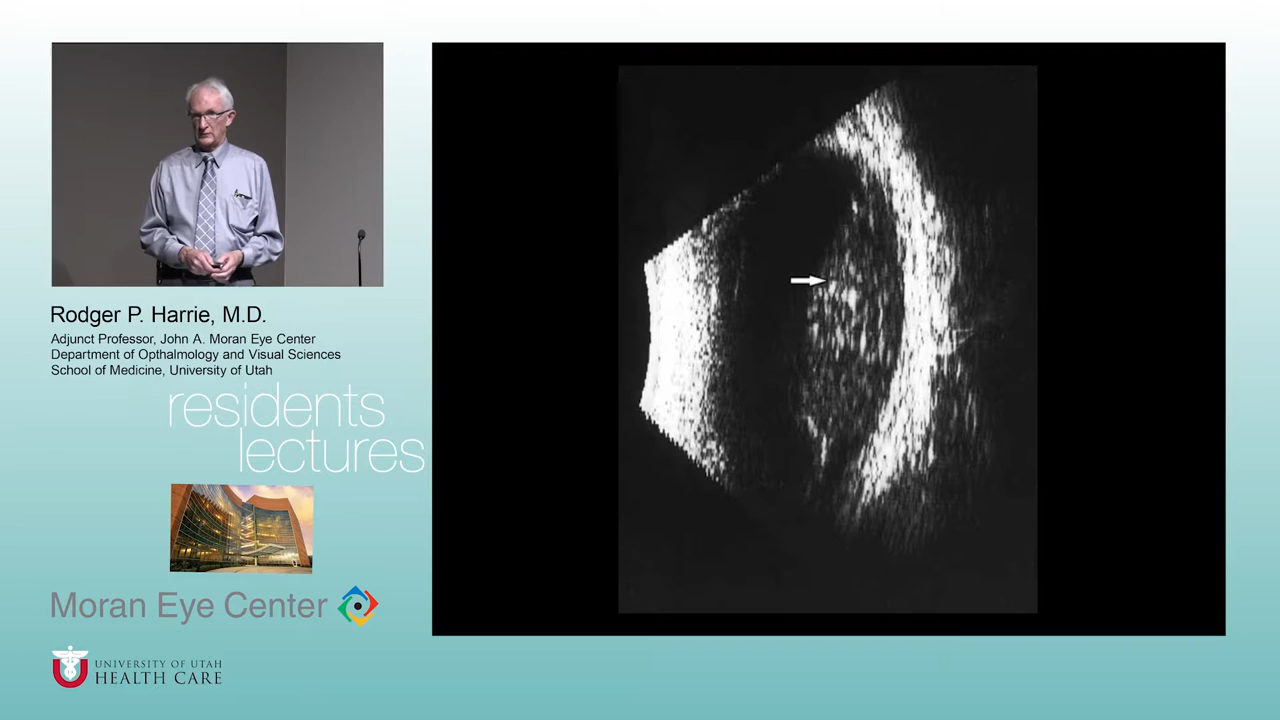 Rodger P. Harrie, M.D.
Adjunct Professor, John A. Moran Eye Center
Department of Opthalmology and Visual Sciences
School of Medicine, University of Utah
residents
lectures
Moran Eye Center
UNIVERSITY OF UTAH
HEALTH CARE